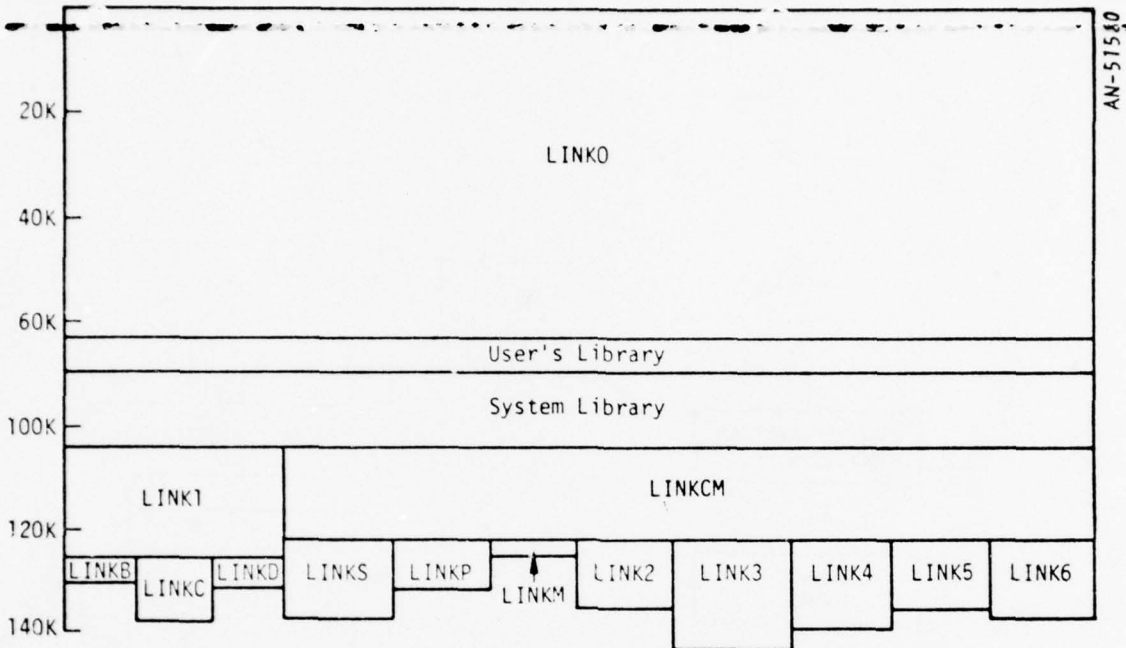 AN-51580
20K
LINK0
40K
60K
User's Library
System Library
100K
LINK1
LINKCM
120K
LINKB
LINKC
LINKD
LINKS
LINKP
LINKM
LINK2
LINK3
LINK4
LINK5
LINK6
140K